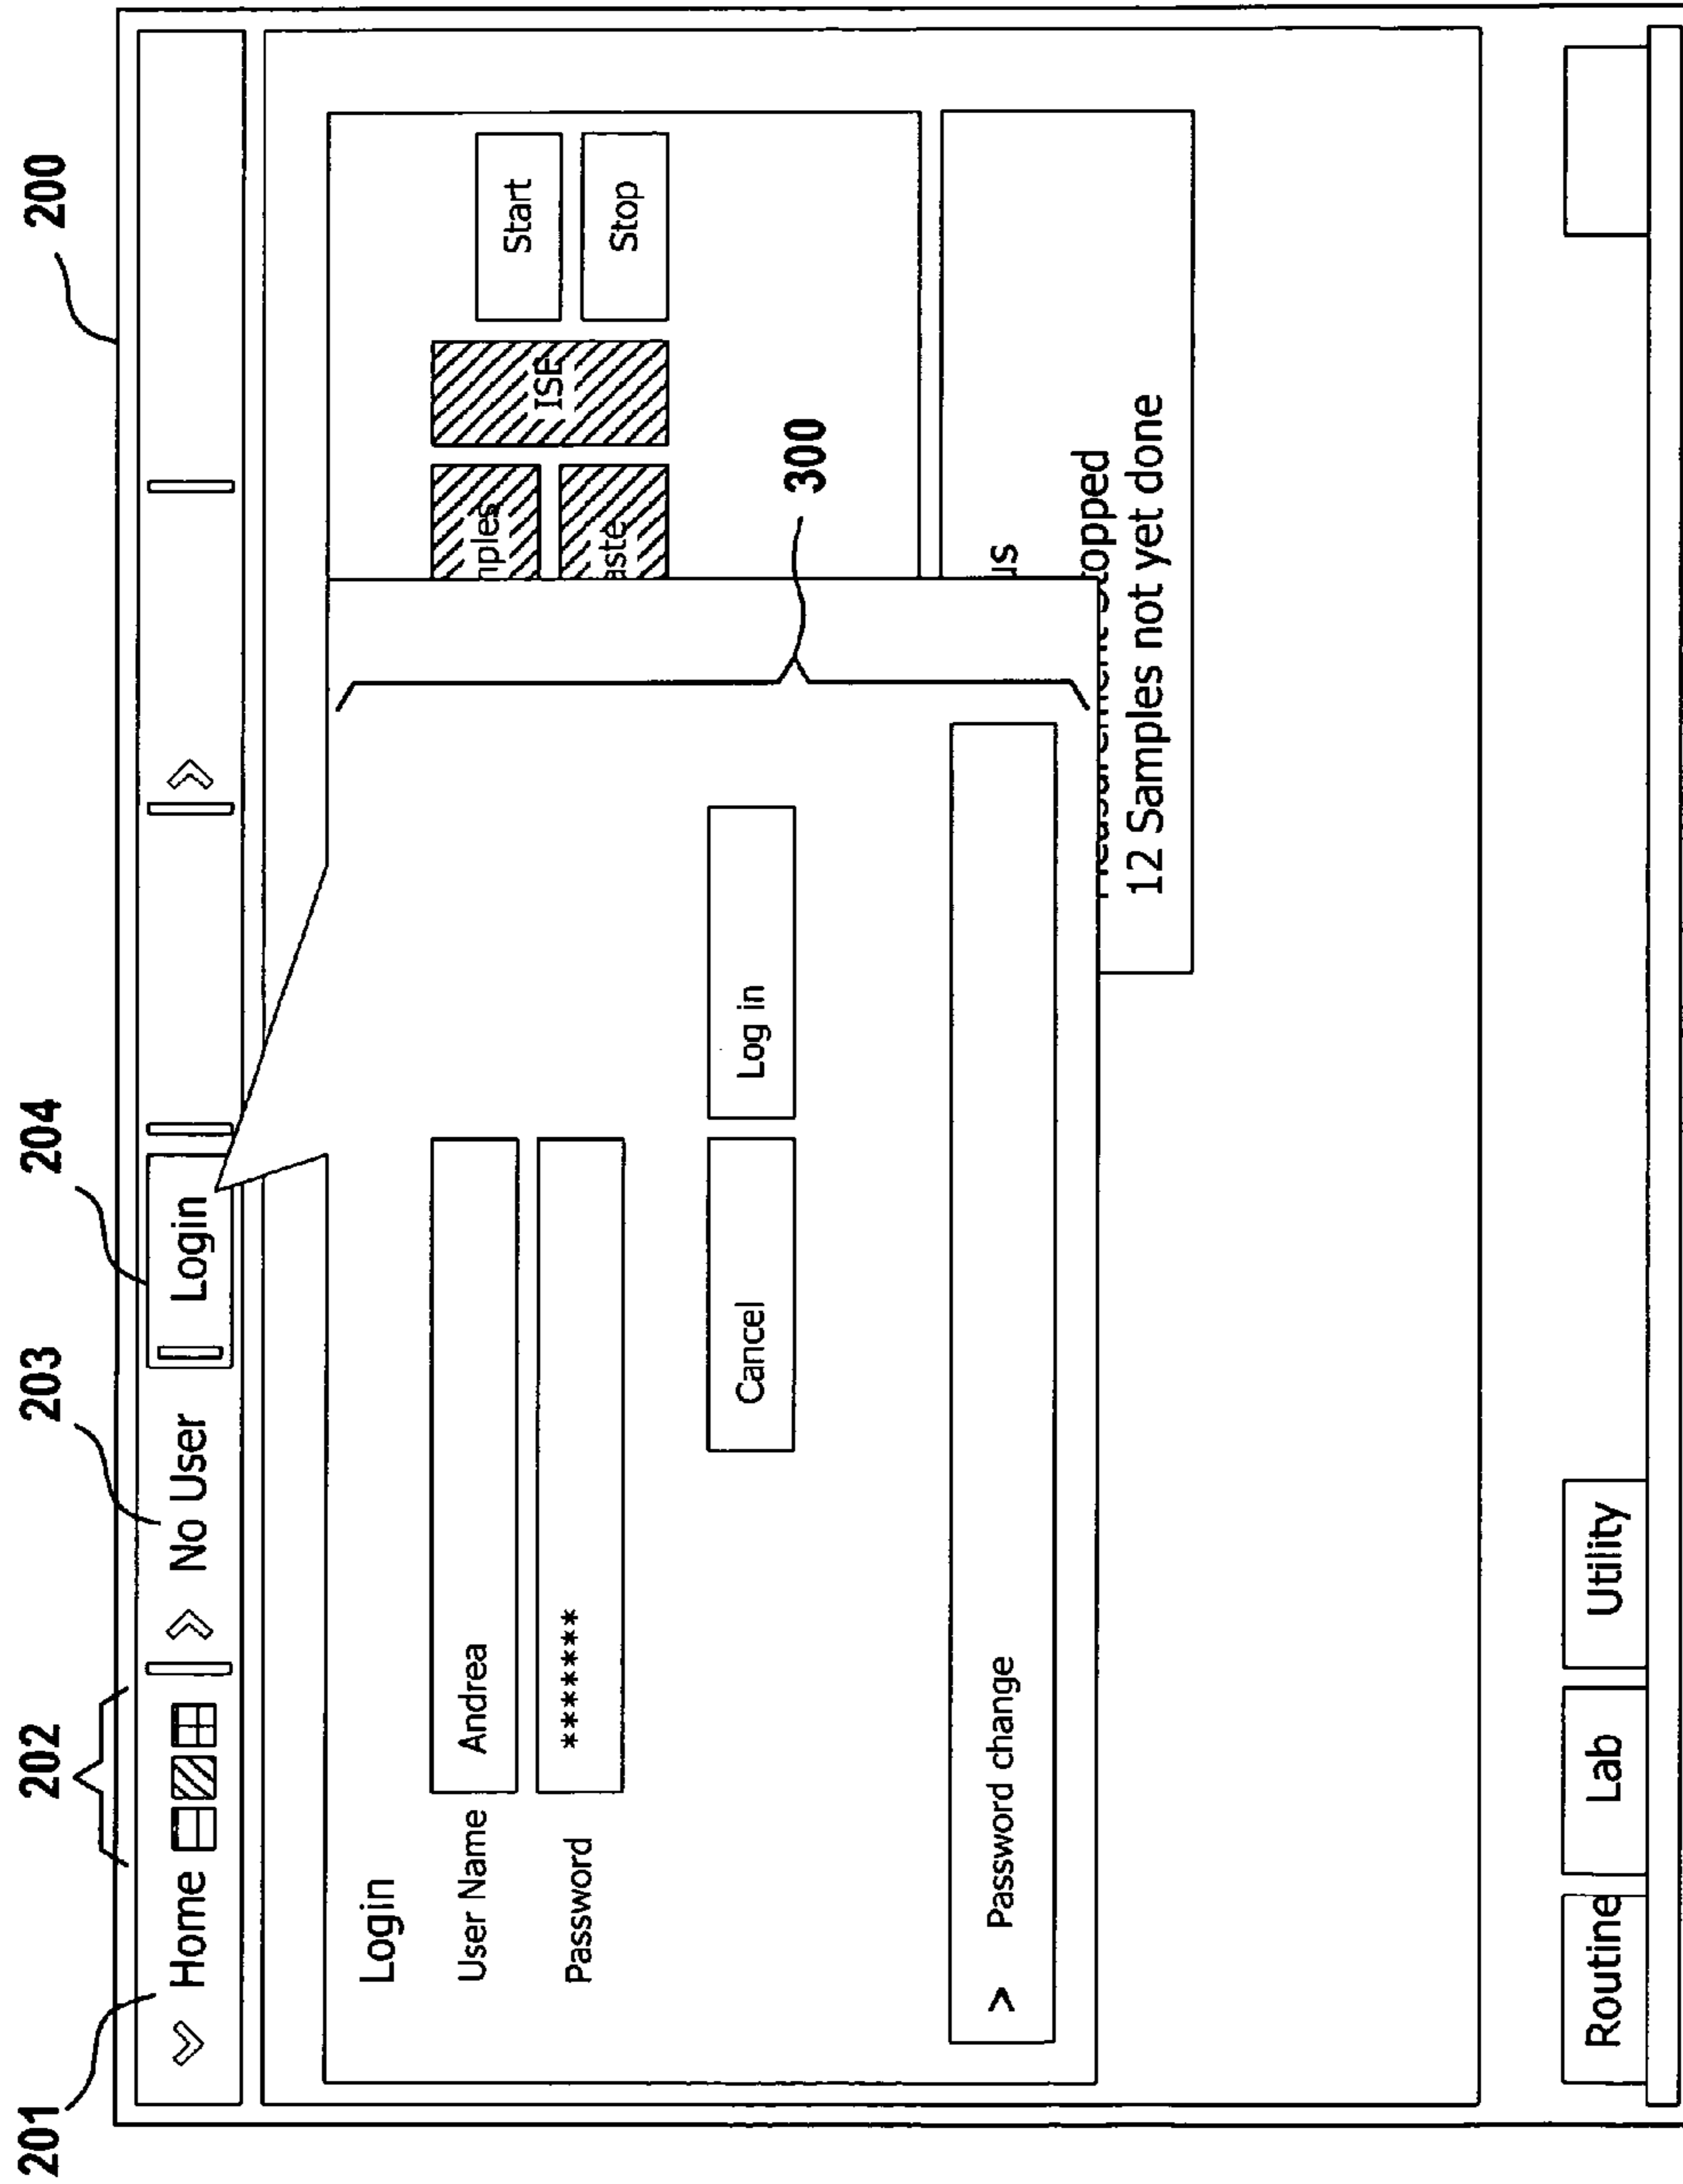 200
201
202
203
204
Home
No User
Login
Login
User Name
Andrea
Password
*******
Cancel
Log in
> Password change
300
ISE
Start
Stop
12 Samples not yet done
Routine
Lab
Utility